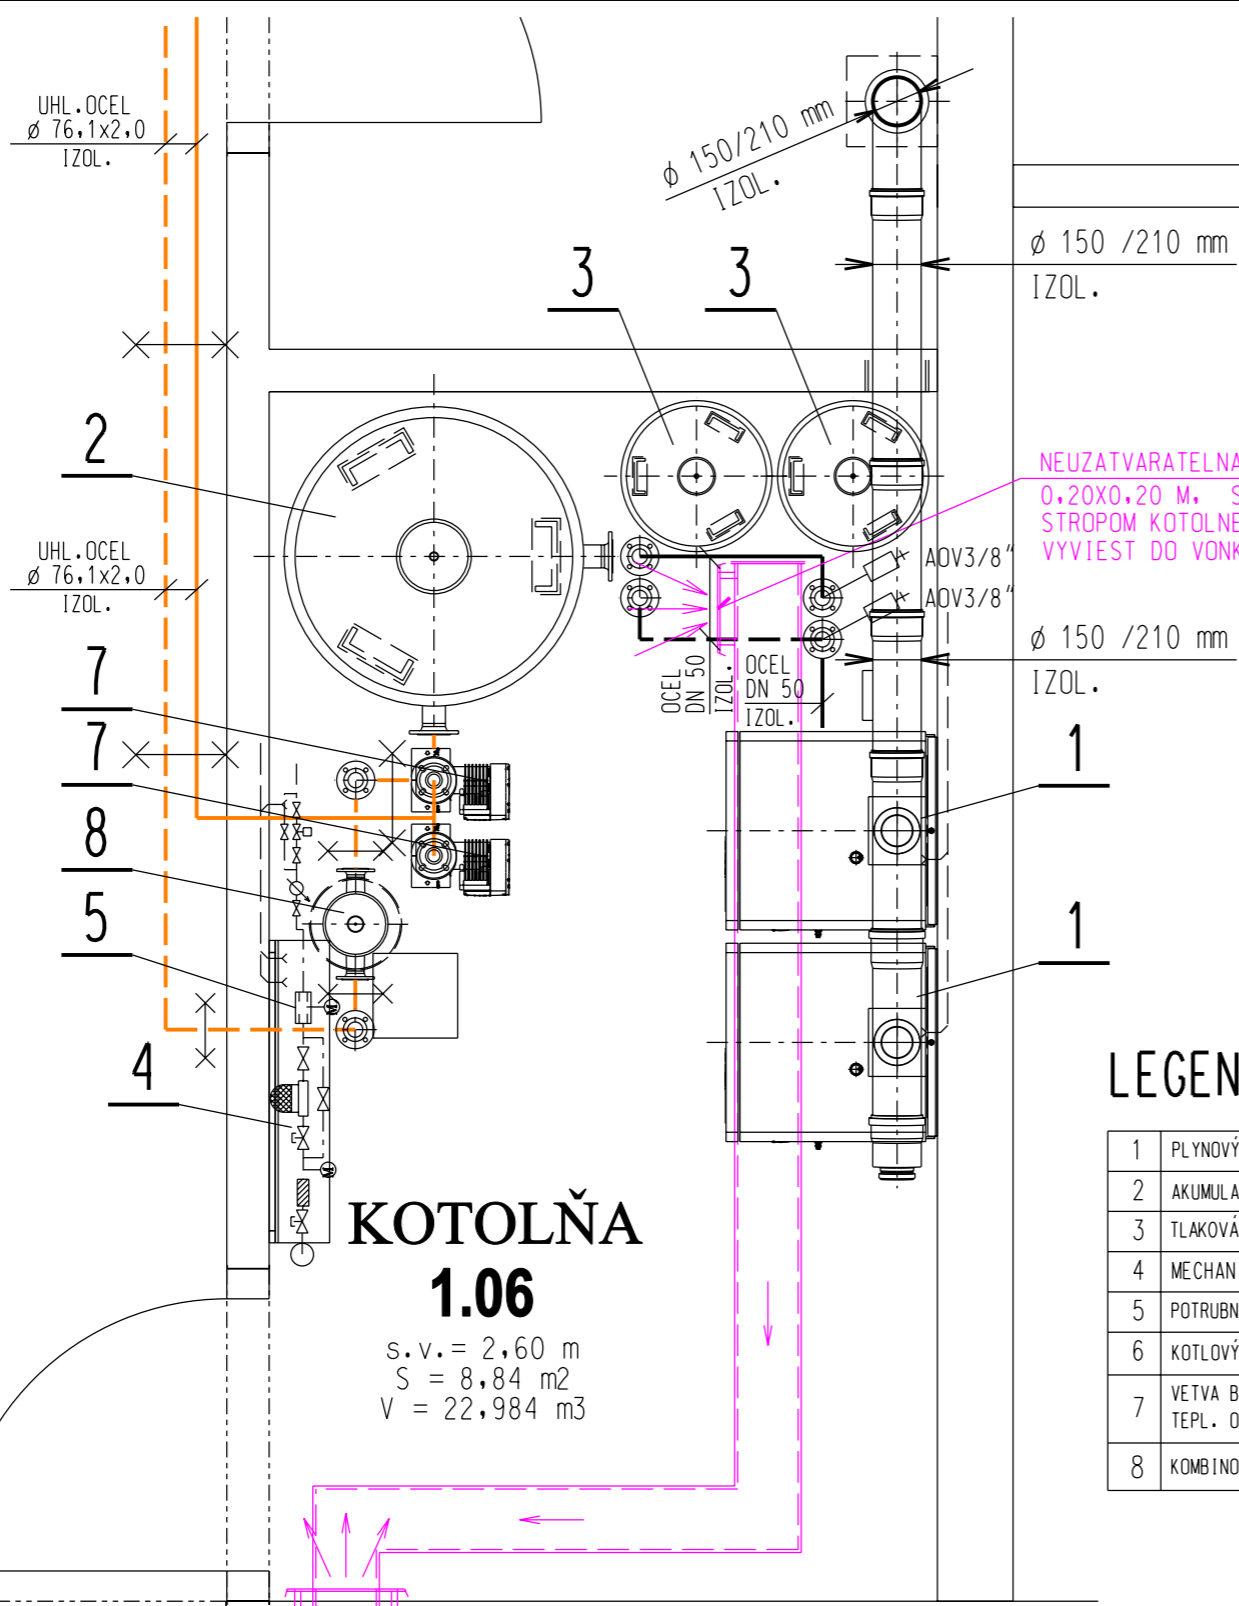 UHL.OCEL
ø 76,1x2,0
IZOL.
ø 150/210 mm
IZOL.
ø 150 /210 mm
IZOL.
3
3
2
NEUZATVARATELNA
0,20X0,20 M, S
STROPOM KOTOLNE
VYVIEST DO VONK
UHL.OCEL
ø 76,1x2,0
IZOL.
AOV3/8"
AOV3/8"
ø 150 /210 mm
IZOL.
OCEL
DN 50
IZOL.
OCEL
DN 50
IZOL.
7
7
8
5
4
1
1
M
M
KOTOLŇA
1.06
s.v.= 2,60 m
S = 8,84 m2
V = 22,984 m3
LEGEN
1 PLYNOVÝ
2 AKUMULA
3 TLAKOVÁ
4 MECHAN
5 POTRUBN
6 KOTLOVÝ
7 VETVA B
TEPL. O
8 KOMBINO